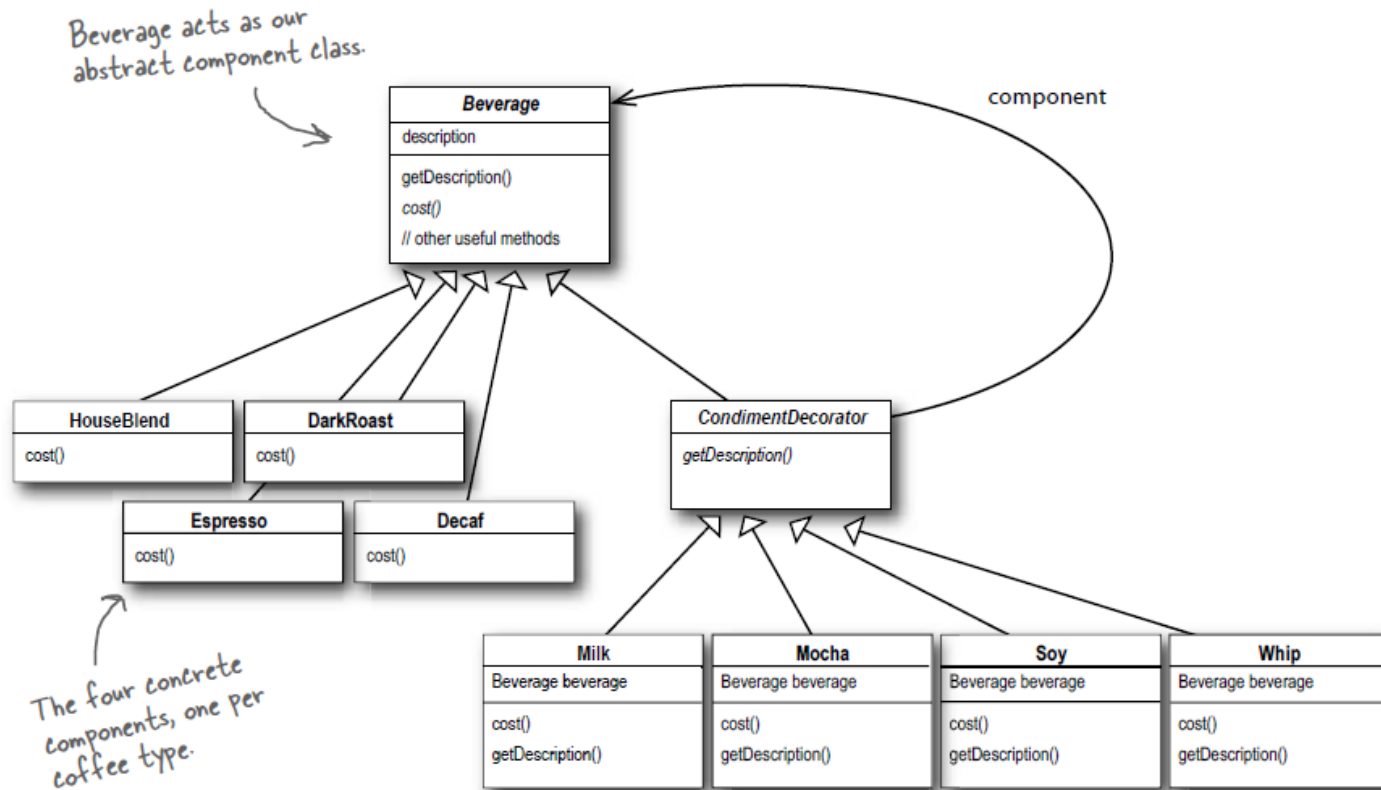 Beverage acts as our
abstract component class.
component
Beverage
description
getDescription()
cost()
// other useful methods
HouseBlend
cost()
DarkRoast
cost()
CondimentDecorator
getDescription()
Espresso
cost()
Decaf
cost()
The four concrete
components, one per
coffee type.
Milk
Beverage beverage
cost()
getDescription()
Mocha
Beverage beverage
cost()
getDescription()
Soy
Beverage beverage
cost()
getDescription()
Whip
Beverage beverage
cost()
getDescription()